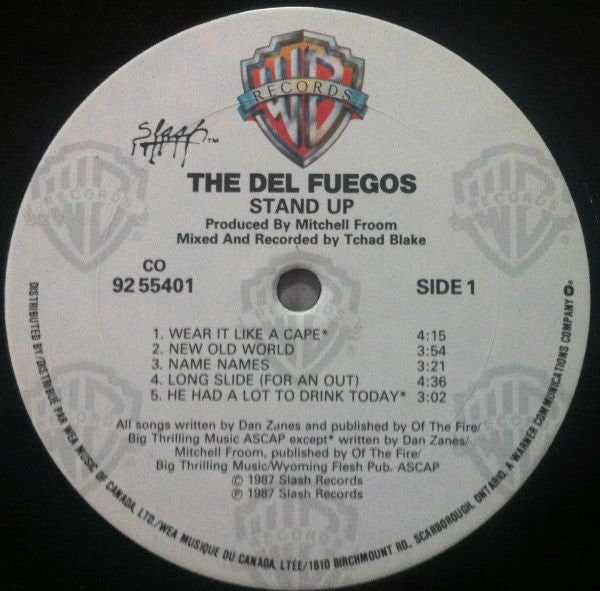 WB
RECORDS
Slash™
THE DEL FUEGOS
STAND UP
Produced By Mitchell Froom
Mixed And Recorded by Tchad Blake
CO
92 55401
SIDE 1
1. WEAR IT LIKE A CAPE* 4:15
2. NEW OLD WORLD 3:54
3. NAME NAMES 3:21
4. LONG SLIDE (FOR AN OUT) 4:36
5. HE HAD A LOT TO DRINK TODAY* 3:02
All songs written by Dan Zanes and published by Of The Fire/
Big Thrilling Music ASCAP except* written by Dan Zanes/
Mitchell Froom, published by Of The Fire/
Big Thrilling Music/Wyoming Flesh Pub. ASCAP
© 1987 Slash Records
℗ 1987 Slash Records
DISTRIBUTED BY/DISTRIBUÉ PAR WEA MUSIC OF CANADA, LTD./WEA MUSIQUE DU CANADA, LTÉE/1810 BIRCHMOUNT RD., SCARBOROUGH, ONTARIO. A WARNER COMMUNICATIONS COMPANY ®.